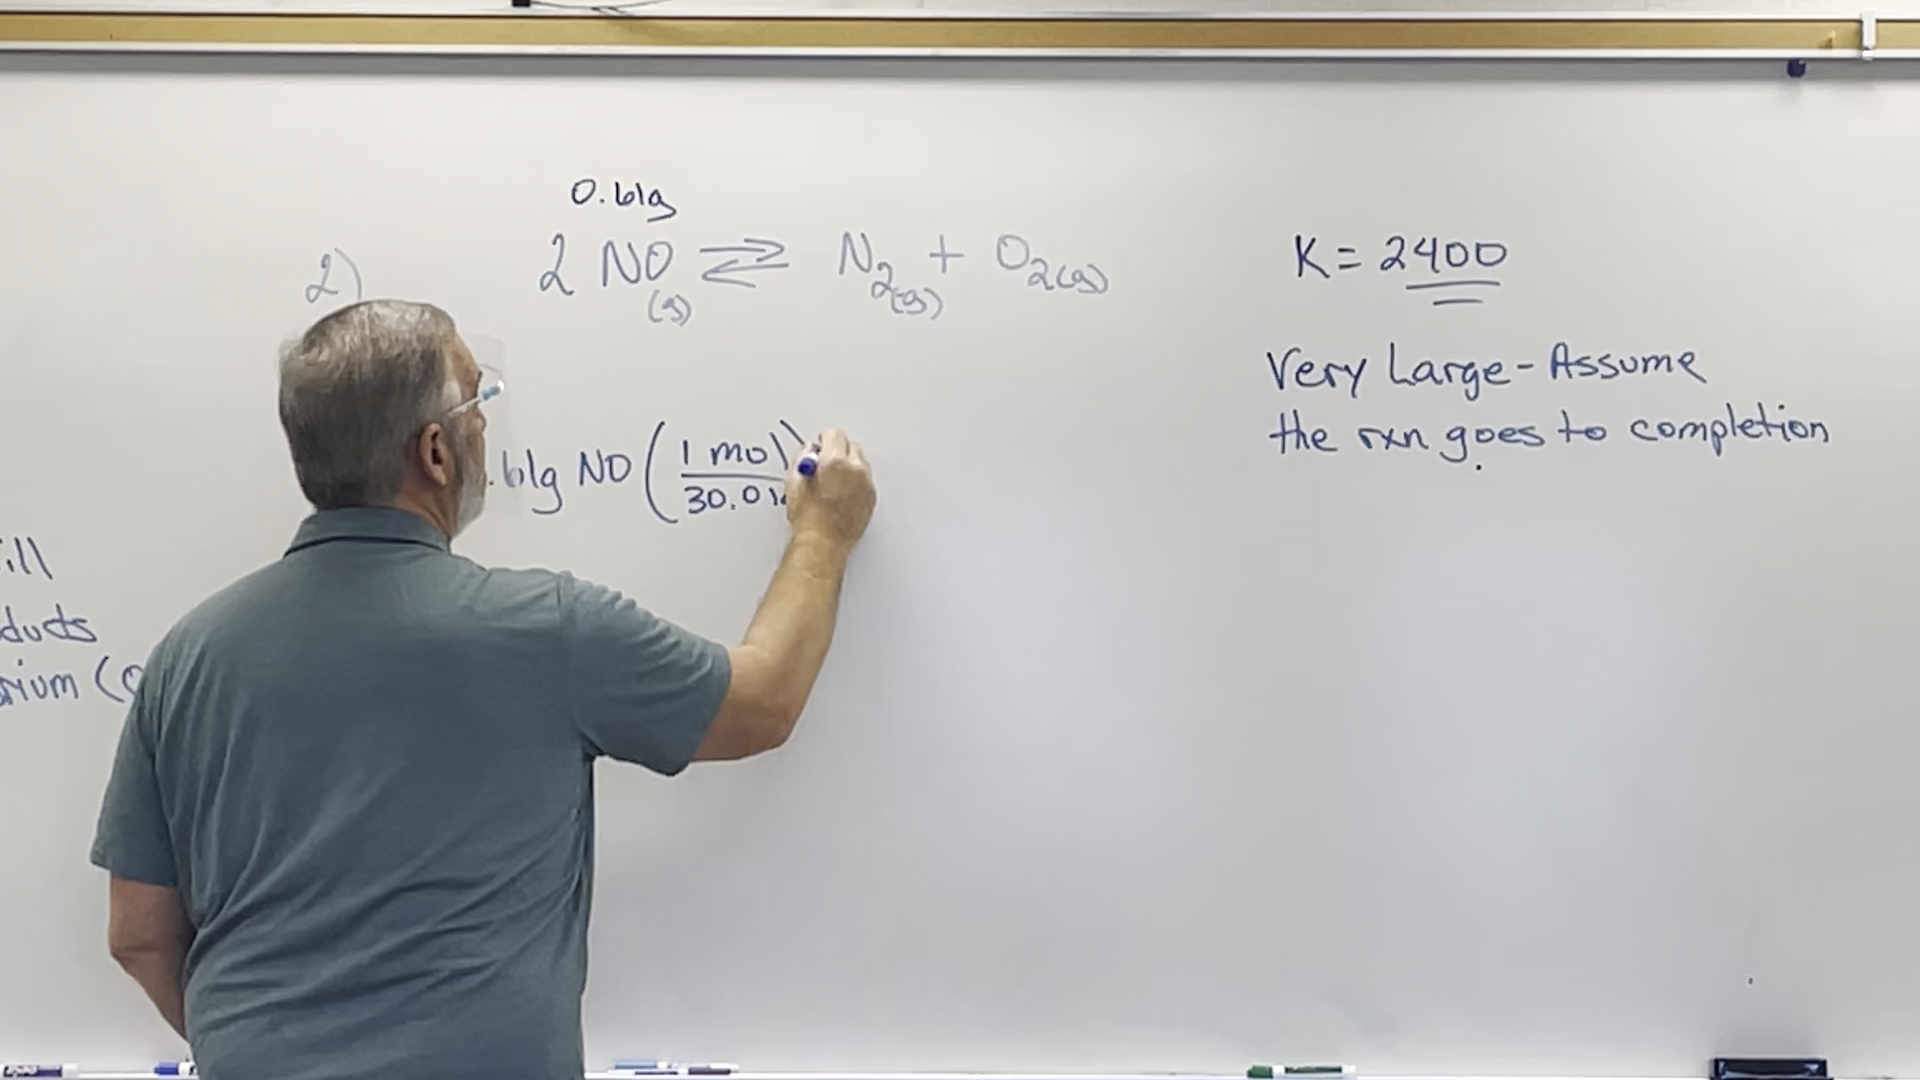 0.61g
2) 2 NO(g) ⇌ N2(g) + O2(g) K = 2400
Very Large - Assume
the rxn goes to completion
.61g NO (1 mol
30.01
ill
ducts
rium (